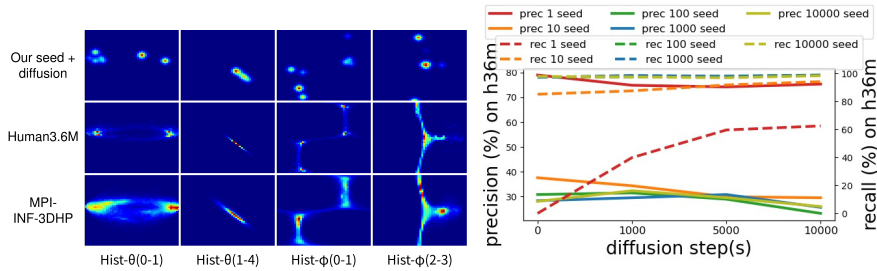 Our seed +
diffusion
Human3.6M
MPI-
INF-3DHP
Hist-θ(0-1)
Hist-θ(1-4)
Hist-φ(0-1)
Hist-φ(2-3)
prec 1 seed
prec 10 seed
prec 100 seed
prec 1000 seed
prec 10000 seed
rec 1 seed
rec 10 seed
rec 100 seed
rec 1000 seed
rec 10000 seed
precision (%) on h36m
80
70
60
50
40
30
0
1000
5000
10000
diffusion step(s)
100
80
60
40
20
0
recall (%) on h36m